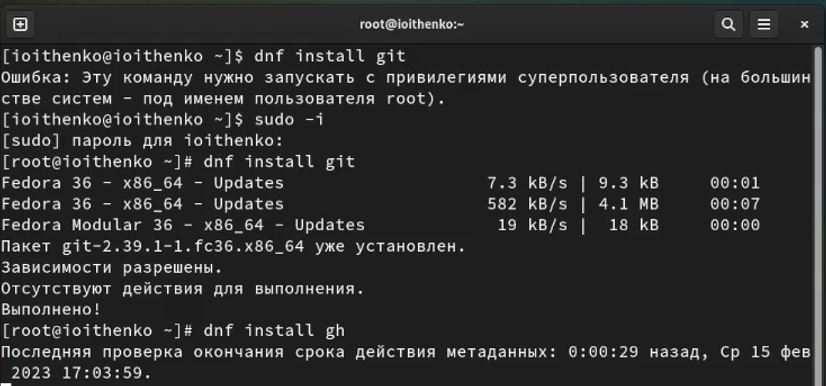 root@ioithenko:~
[ioithenko@ioithenko ~]$ dnf install git
Ошибка: Эту команду нужно запускать с привилегиями суперпользователя (на большин
стве систем - под именем пользователя root).
[ioithenko@ioithenko ~]$ sudo -i
[sudo] пароль для ioithenko:
[root@ioithenko ~]# dnf install git
Fedora 36 - x86_64 - Updates 7.3 kB/s | 9.3 kB 00:01
Fedora 36 - x86_64 - Updates 582 kB/s | 4.1 MB 00:07
Fedora Modular 36 - x86_64 - Updates 19 kB/s | 18 kB 00:00
Пакет git-2.39.1-1.fc36.x86_64 уже установлен.
Зависимости разрешены.
Отсутствуют действия для выполнения.
Выполнено!
[root@ioithenko ~]# dnf install gh
Последняя проверка окончания срока действия метаданных: 0:00:29 назад, Ср 15 фев
2023 17:03:59.